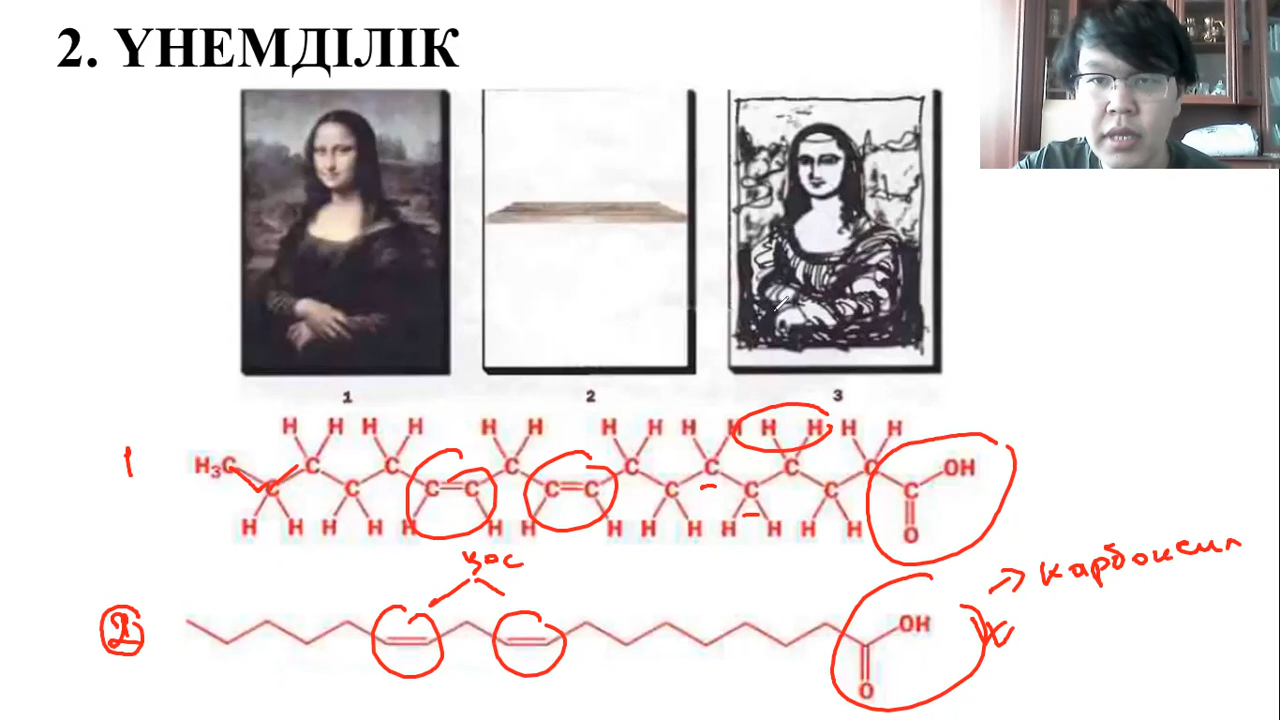 2. ҮНЕМДІЛІК
1 2 3
H H H H H H H H H H H H H H
1 H₃C C C C C C C C OH
C C C=C C=C C C C C
H H H H H H H H H H H H H H O
қос
карбоксил
2 OH
O